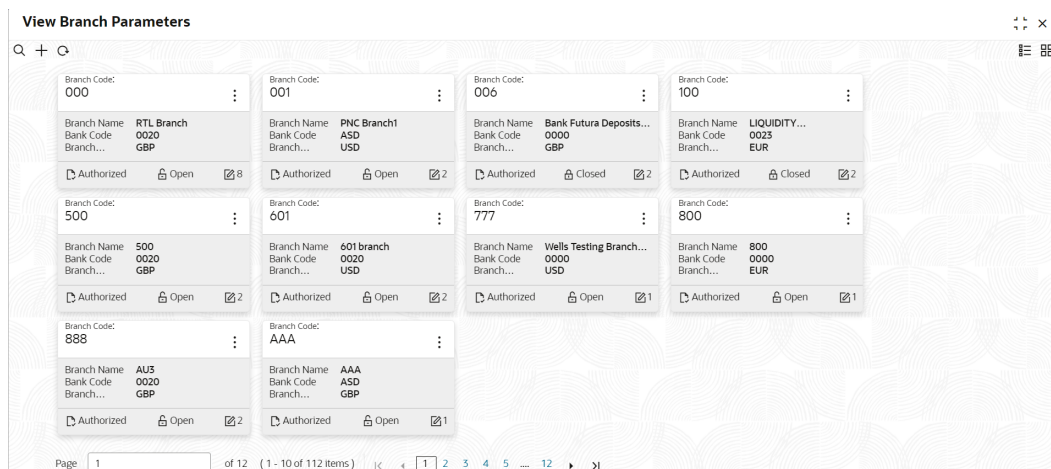 View Branch Parameters
Branch Code:
000
Branch Name RTL Branch
Bank Code 0020
Branch... GBP
Authorized Open 8
Branch Code:
001
Branch Name PNC Branch1
Bank Code ASD
Branch... USD
Authorized Open 2
Branch Code:
006
Branch Name Bank Futura Deposits...
Bank Code 0000
Branch... GBP
Authorized Closed 2
Branch Code:
100
Branch Name LIQUIDITY...
Bank Code 0023
Branch... EUR
Authorized Closed 2
Branch Code:
500
Branch Name 500
Bank Code 0020
Branch... GBP
Authorized Open 2
Branch Code:
601
Branch Name 601 branch
Bank Code 0020
Branch... USD
Authorized Open 2
Branch Code:
777
Branch Name Wells Testing Branch...
Bank Code 0000
Branch... USD
Authorized Open 1
Branch Code:
800
Branch Name 800
Bank Code 0000
Branch... EUR
Authorized Open 1
Branch Code:
888
Branch Name AU3
Bank Code 0020
Branch... GBP
Authorized Open 2
Branch Code:
AAA
Branch Name AAA
Bank Code ASD
Branch... GBP
Authorized Open 1
Page 1 of 12 (1 - 10 of 112 items) 1 2 3 4 5 .... 12